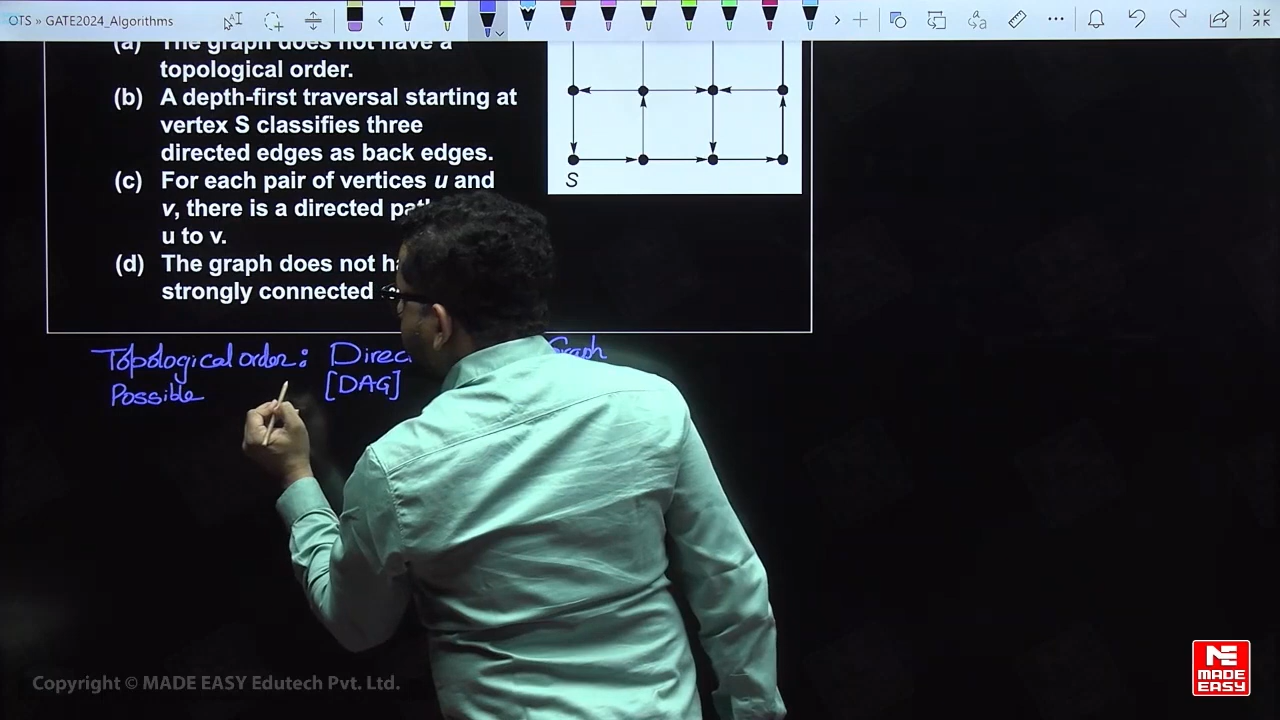 OTS » GATE2024_Algorithms
(a) The graph does not have a
topological order.
(b) A depth-first traversal starting at
vertex S classifies three
directed edges as back edges.
(c) For each pair of vertices u and
v, there is a directed
u to v.
(d) The graph does not
strongly connected
S
Topological order: Graph
Possible [DAG]
Copyright © MADE EASY Edutech Pvt. Ltd.
MADE
EASY